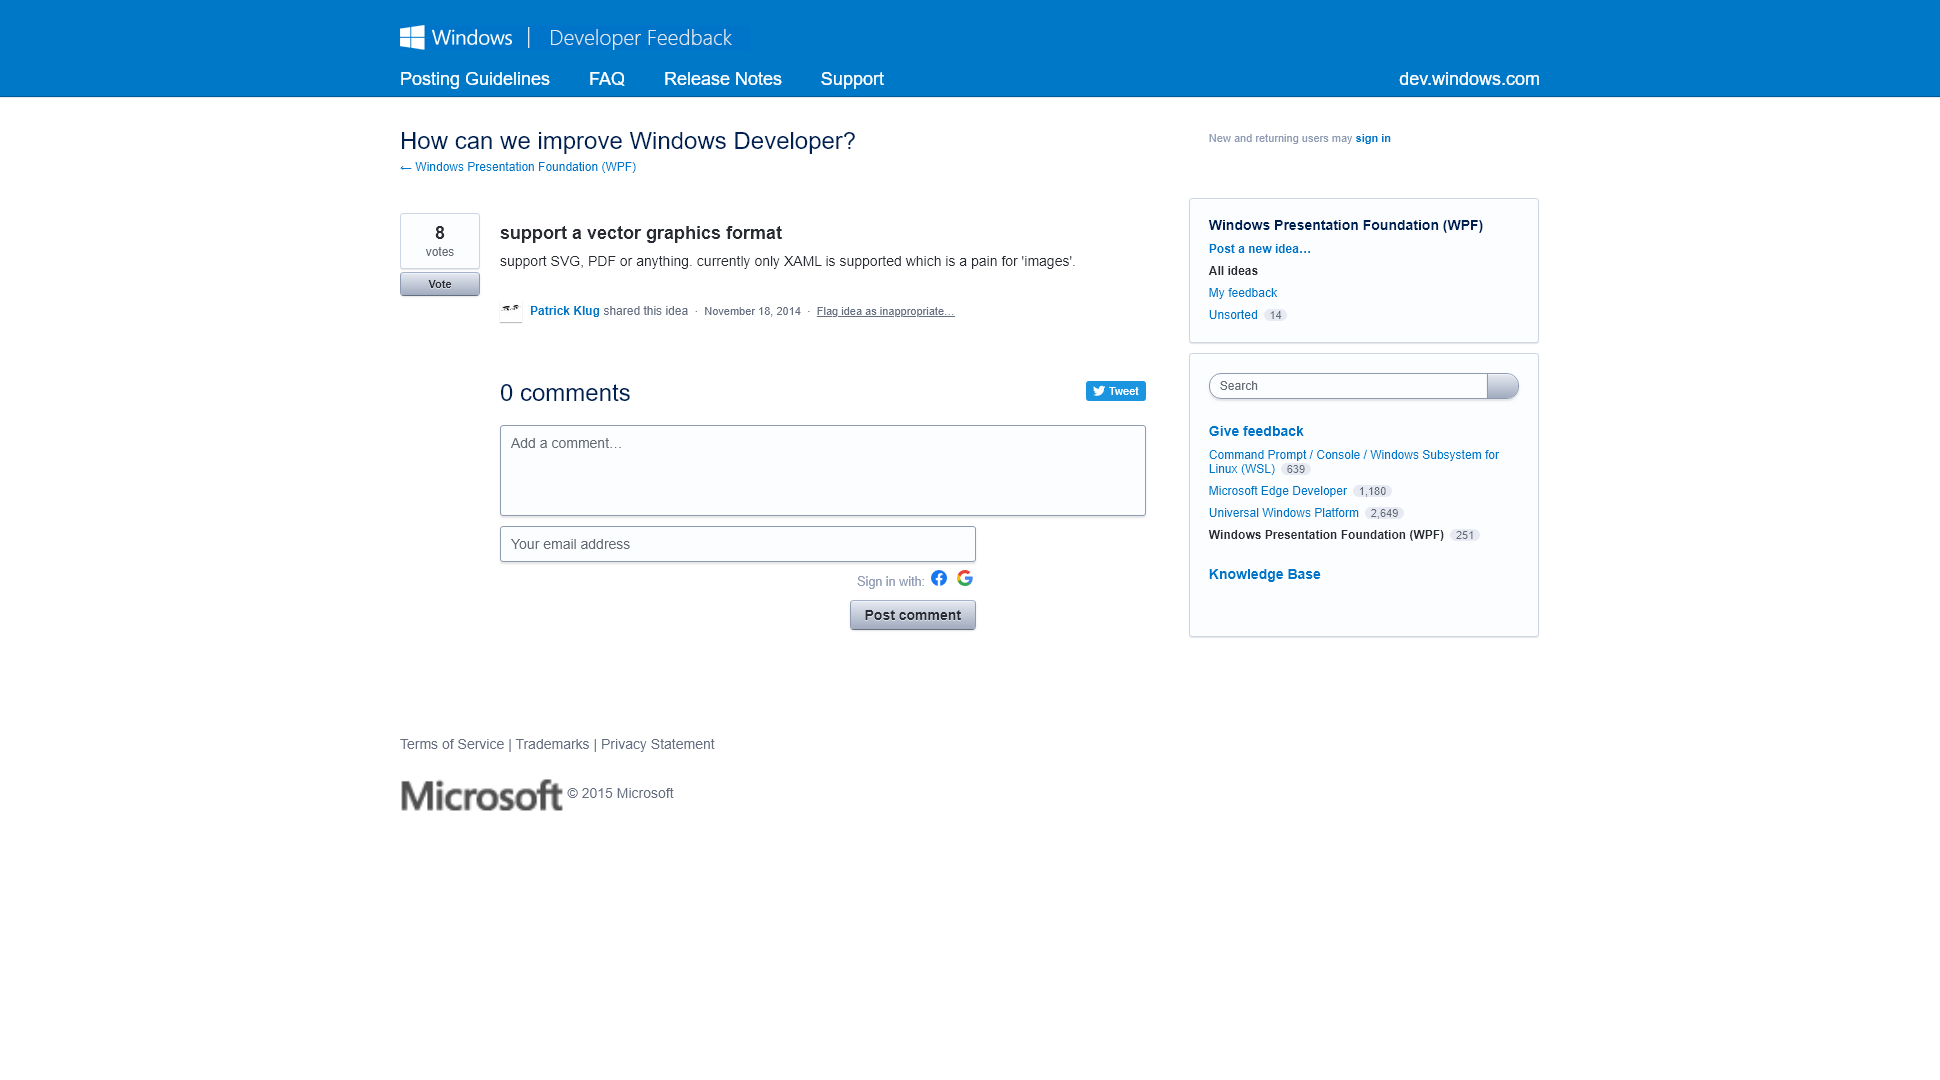 Windows | Developer Feedback
Posting Guidelines FAQ Release Notes Support dev.windows.com
How can we improve Windows Developer?
← Windows Presentation Foundation (WPF)
New and returning users may sign in
8
votes
Vote
support a vector graphics format
support SVG, PDF or anything. currently only XAML is supported which is a pain for 'images'.
Patrick Klug shared this idea · November 18, 2014 · Flag idea as inappropriate…
0 comments
Tweet
Add a comment…
Your email address
Sign in with:
Post comment
Windows Presentation Foundation (WPF)
Post a new idea…
All ideas
My feedback
Unsorted 14
Search
Give feedback
Command Prompt / Console / Windows Subsystem for
Linux (WSL) 639
Microsoft Edge Developer 1,180
Universal Windows Platform 2,649
Windows Presentation Foundation (WPF) 251
Knowledge Base
Terms of Service | Trademarks | Privacy Statement
Microsoft © 2015 Microsoft